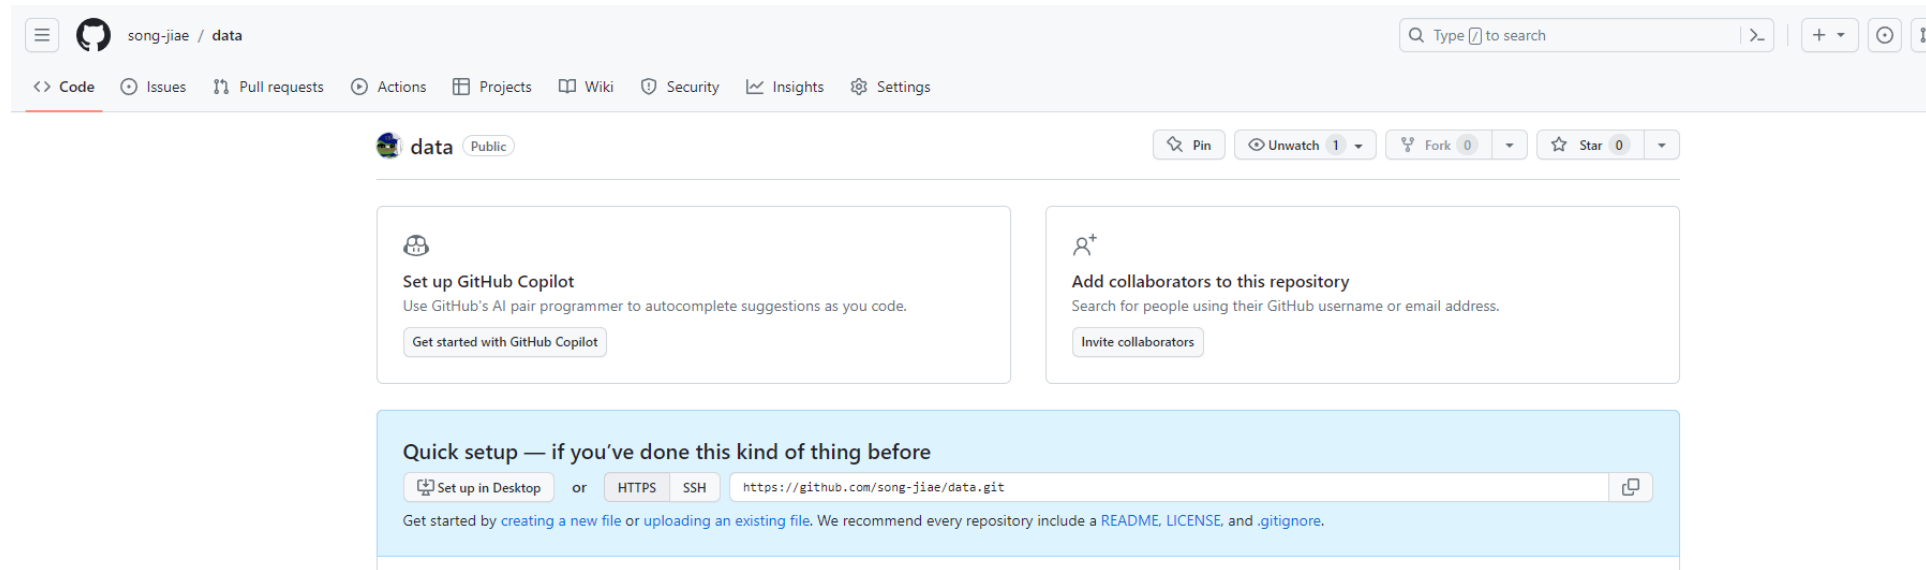 song-jiae / data
Type / to search
Code Issues Pull requests Actions Projects Wiki Security Insights Settings
data Public
Pin Unwatch 1 Fork 0 Star 0
Set up GitHub Copilot
Use GitHub's AI pair programmer to autocomplete suggestions as you code.
Get started with GitHub Copilot
Add collaborators to this repository
Search for people using their GitHub username or email address.
Invite collaborators
Quick setup — if you’ve done this kind of thing before
Set up in Desktop or HTTPS SSH https://github.com/song-jiae/data.git
Get started by creating a new file or uploading an existing file. We recommend every repository include a README, LICENSE, and .gitignore.